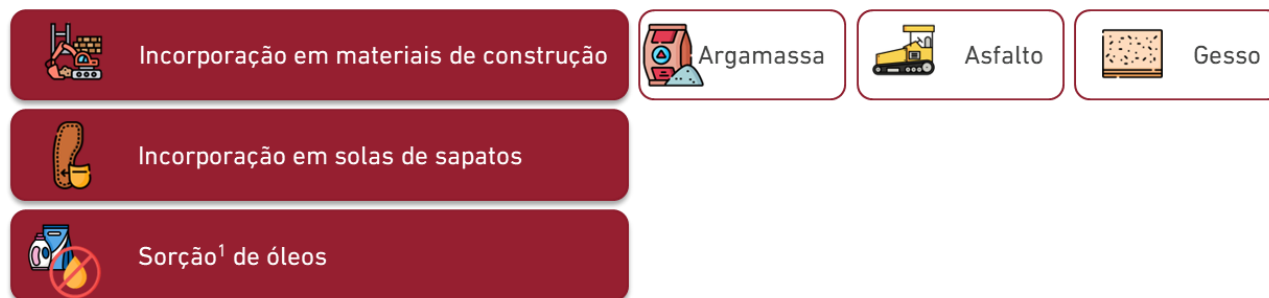 Incorporação em materiais de construção
Argamassa
Asfalto
Gesso
Incorporação em solas de sapatos
Sorção¹ de óleos